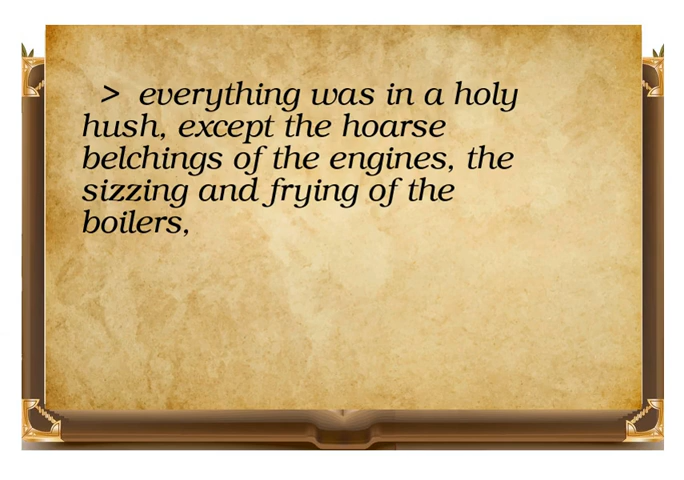 > everything was in a holy
hush, except the hoarse
belchings of the engines, the
sizzing and frying of the
boilers,